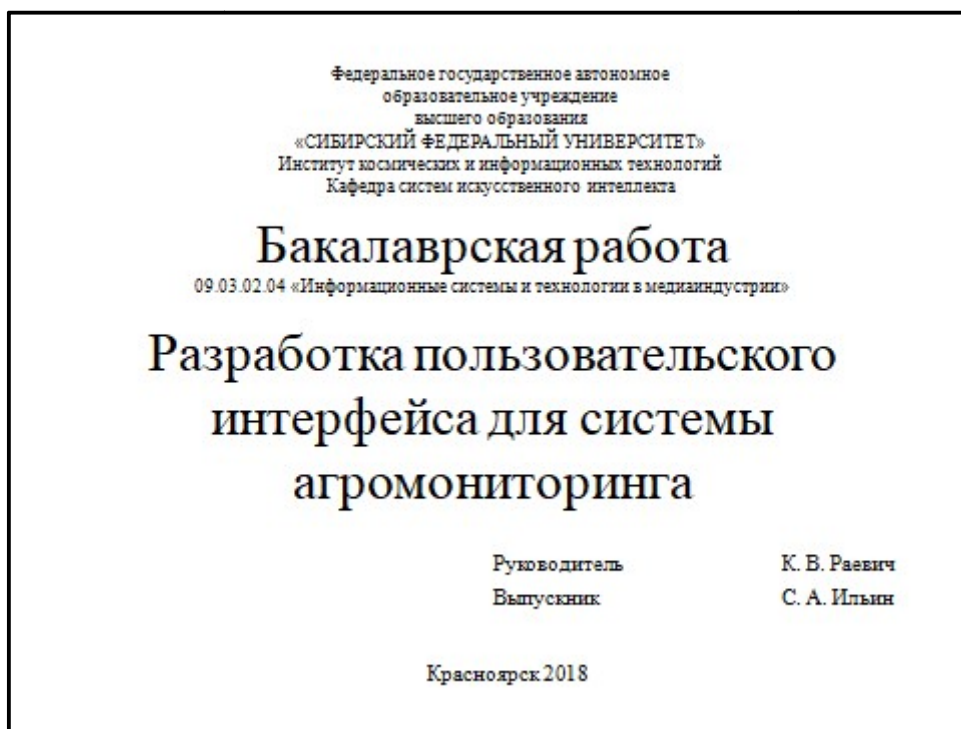 Федеральное государственное автономное
образовательное учреждение
высшего образования
«СИБИРСКИЙ ФЕДЕРАЛЬНЫЙ УНИВЕРСИТЕТ»
Институт космических и информационных технологий
Кафедра систем искусственного интеллекта
Бакалаврская работа
09.03.02.04 «Информационные системы и технологии в медиаиндустрии»
Разработка пользовательского
интерфейса для системы
агромониторинга
Руководитель К. В. Раевич
Выпускник С. А. Ильин
Красноярск 2018